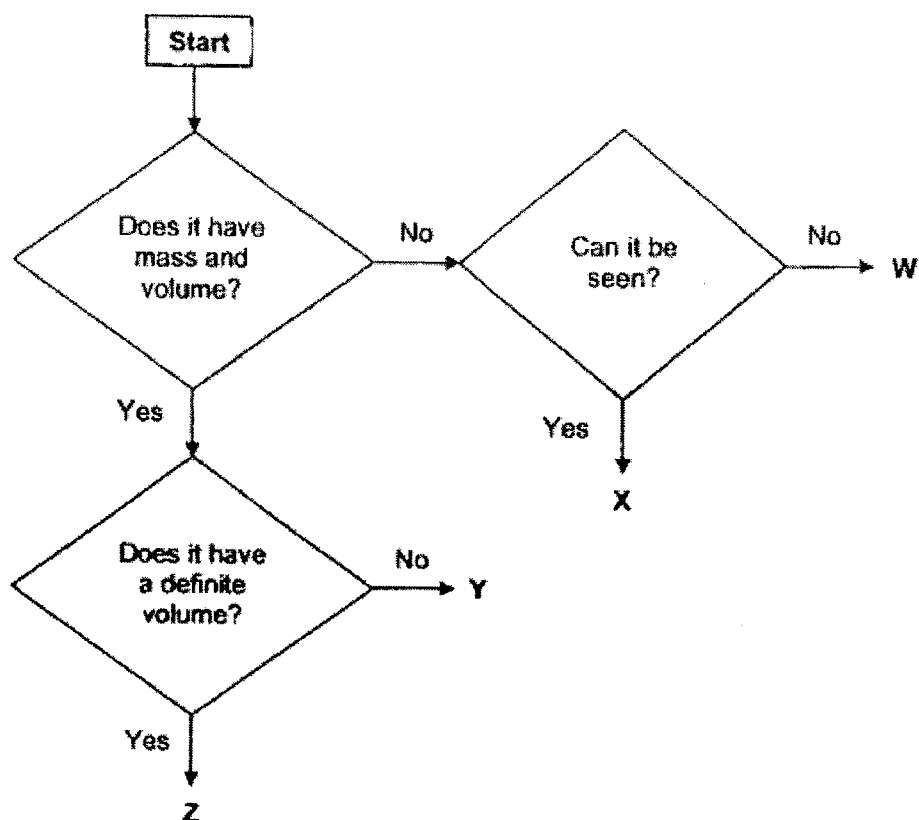 Start
Does it have
mass and
volume?
No
Can it be
seen?
No
W
Yes
Yes
X
Does it have
a definite
volume?
No
Y
Yes
Z